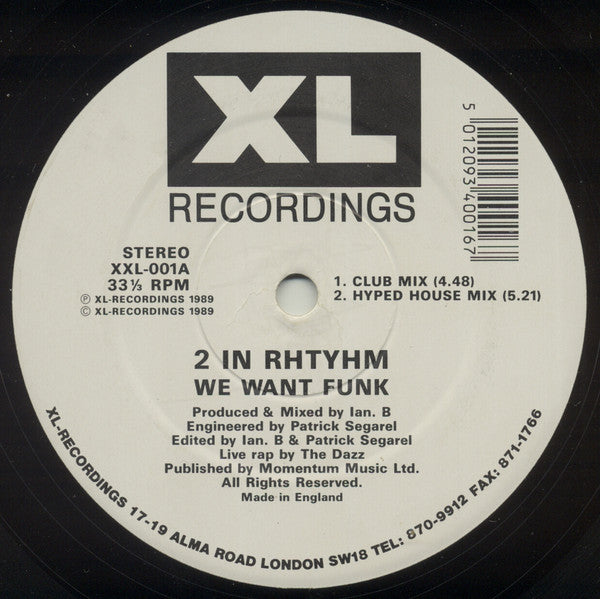 XL
RECORDINGS
5 012093 400167
STEREO
XXL-001A
33⅓ RPM
℗ XL-RECORDINGS 1989
© XL-RECORDINGS 1989
1. CLUB MIX (4.48)
2. HYPED HOUSE MIX (5.21)
2 IN RHTYHM
WE WANT FUNK
Produced & Mixed by Ian. B
Engineered by Patrick Segarel
Edited by Ian. B & Patrick Segarel
Live rap by The Dazz
Published by Momentum Music Ltd.
All Rights Reserved.
Made in England
XL-RECORDINGS 17-19 ALMA ROAD LONDON SW18 TEL: 870-9912 FAX: 871-1766